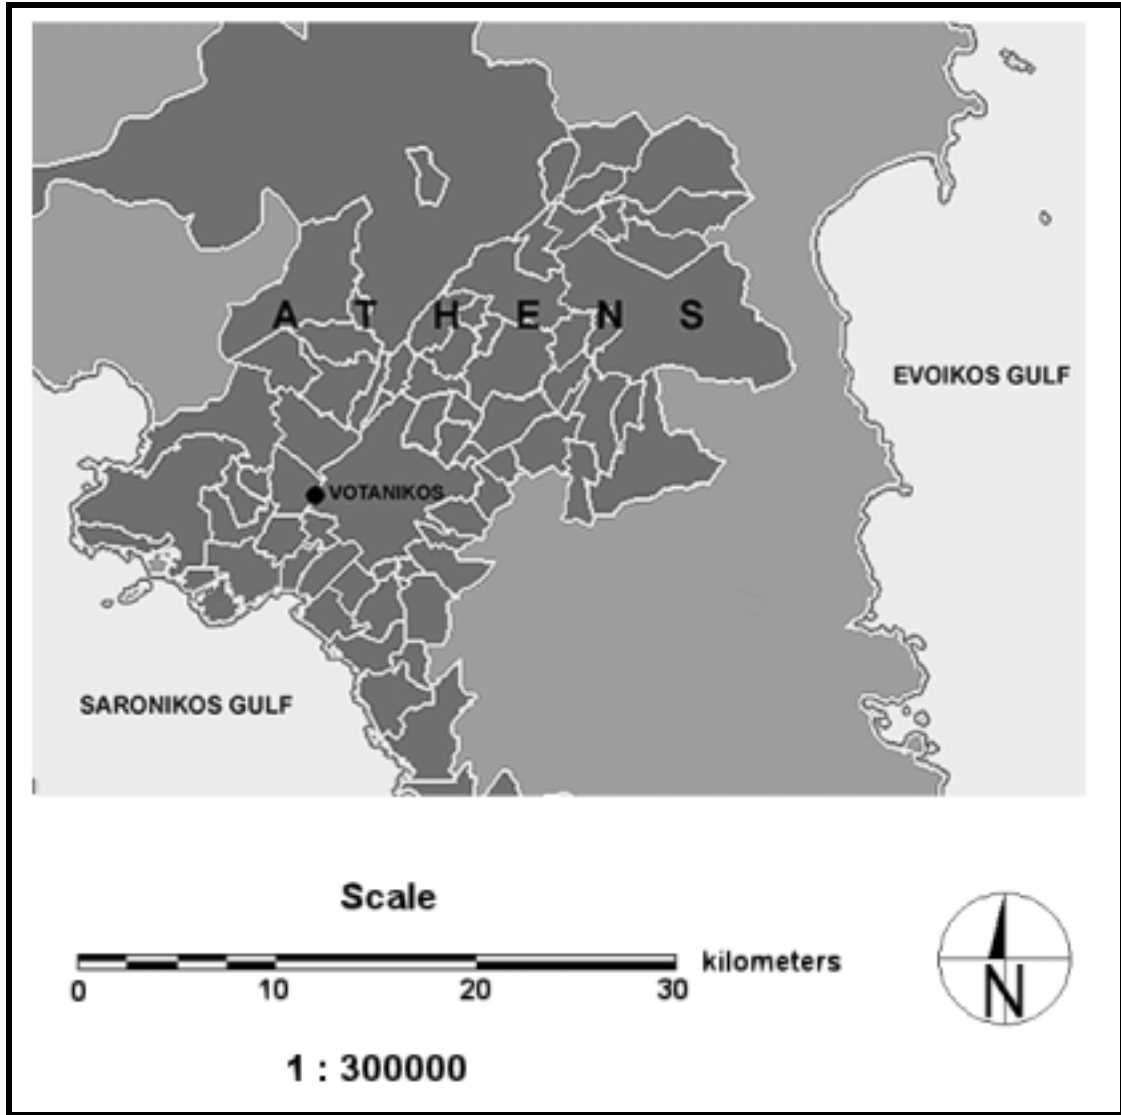 A T H E N S
EVOIKOS GULF
VOTANIKOS
SARONIKOS GULF
Scale
kilometers
0 10 20 30
N
1 : 300000